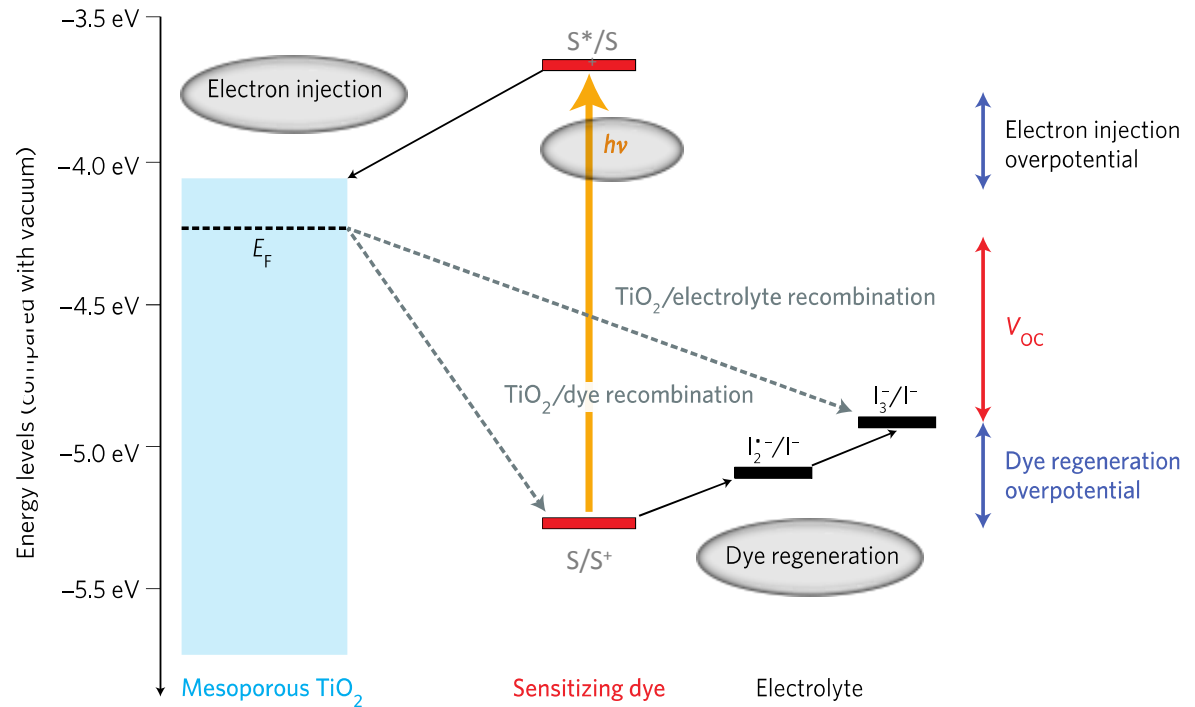 −3.5 eV
S*/S
+
Electron injection
hν
Electron injection
overpotential
−4.0 eV
E_F
Energy levels (compared with vacuum)
−4.5 eV
TiO₂/electrolyte recombination
V_OC
TiO₂/dye recombination
I₃⁻/I⁻
−5.0 eV
I₂•⁻/I⁻
Dye regeneration
overpotential
S/S⁺
Dye regeneration
−5.5 eV
Mesoporous TiO₂
Sensitizing dye
Electrolyte